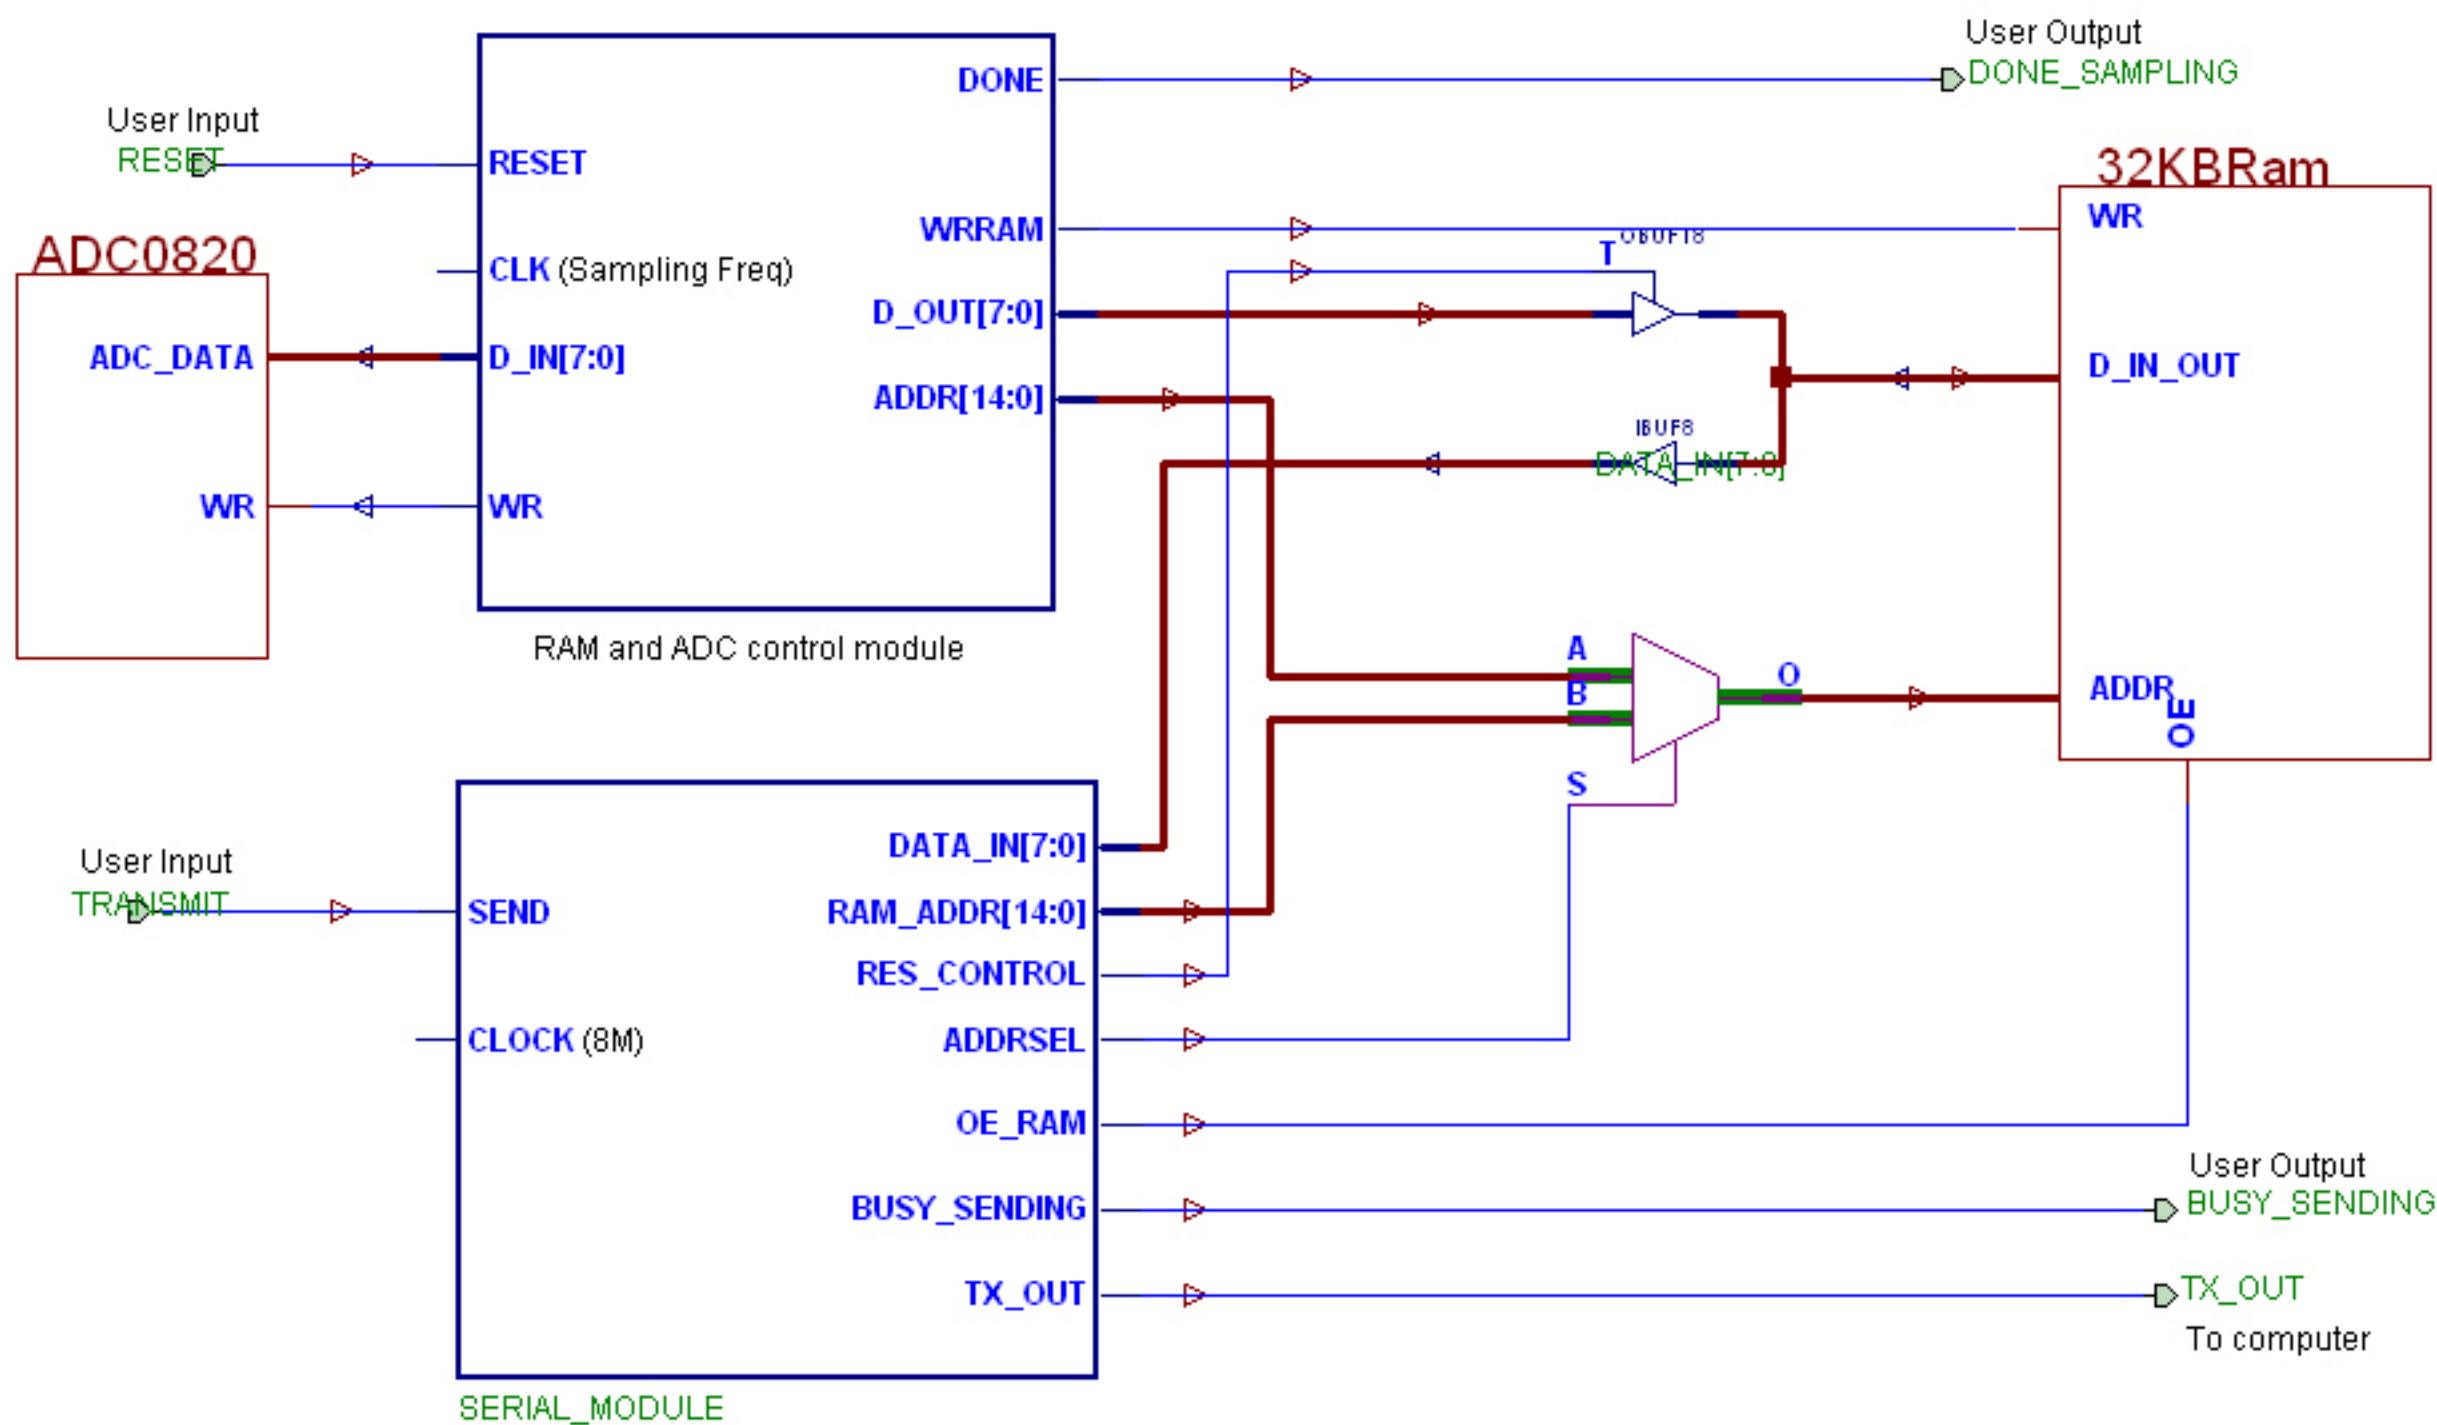 User Output
DONE_SAMPLING
DONE
User Input
RESET
RESET
32KBRam
WR
WRRAM
OBUFT8
T
ADC0820
CLK (Sampling Freq)
D_OUT[7:0]
ADC_DATA
D_IN[7:0]
D_IN_OUT
ADDR[14:0]
IBUF8
DATA_IN[7:0]
WR
WR
RAM and ADC control module
A
B
O
ADDR
OE
S
User Input
TRANSMIT
SEND
DATA_IN[7:0]
RAM_ADDR[14:0]
RES_CONTROL
CLOCK (8M)
ADDRSEL
OE_RAM
User Output
BUSY_SENDING
BUSY_SENDING
TX_OUT
TX_OUT
To computer
SERIAL_MODULE